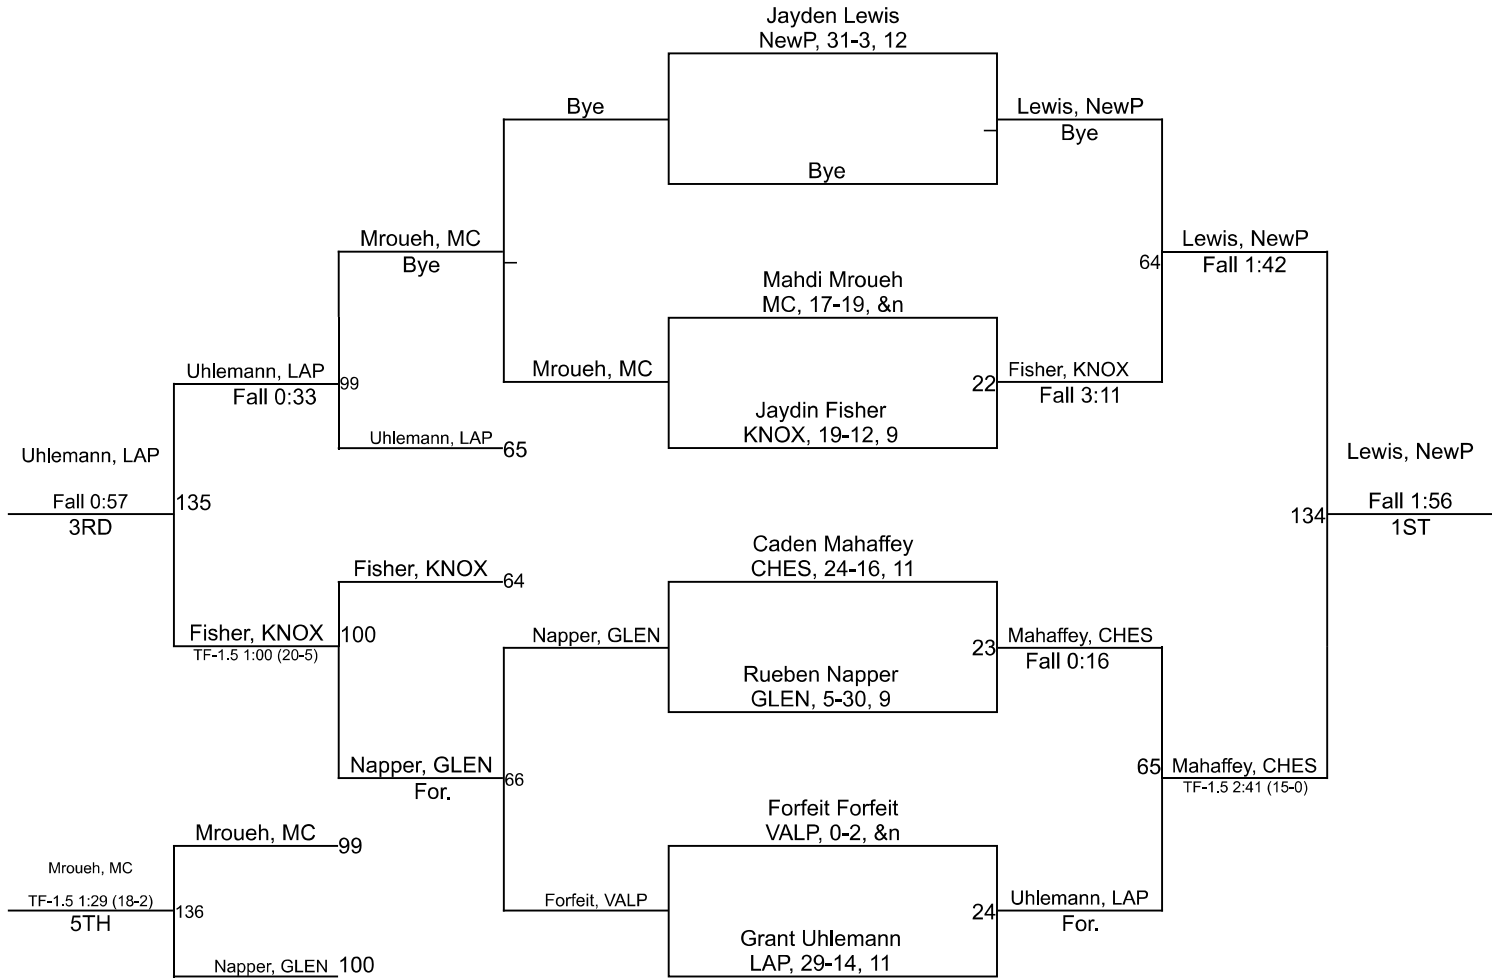 Jayden Lewis
NewP, 31-3, 12
Bye
Lewis, NewP
Bye
Bye
Mroueh, MC
Bye
Lewis, NewP
64
Fall 1:42
Mahdi Mroueh
MC, 17-19, &n
Mroueh, MC
22
Fisher, KNOX
Fall 3:11
Uhlemann, LAP
99
Fall 0:33
Jaydin Fisher
KNOX, 19-12, 9
Uhlemann, LAP
65
Uhlemann, LAP
Fall 0:57
135
3RD
Lewis, NewP
Fall 1:56
134
1ST
Caden Mahaffey
CHES, 24-16, 11
Fisher, KNOX
64
Fisher, KNOX
100
TF-1.5 1:00 (20-5)
Napper, GLEN
23
Mahaffey, CHES
Fall 0:16
Rueben Napper
GLEN, 5-30, 9
Napper, GLEN
66
For.
65
Mahaffey, CHES
TF-1.5 2:41 (15-0)
Forfeit Forfeit
VALP, 0-2, &n
Mroueh, MC
99
Mroueh, MC
TF-1.5 1:29 (18-2)
136
5TH
Forfeit, VALP
24
Uhlemann, LAP
For.
Grant Uhlemann
LAP, 29-14, 11
Napper, GLEN
100